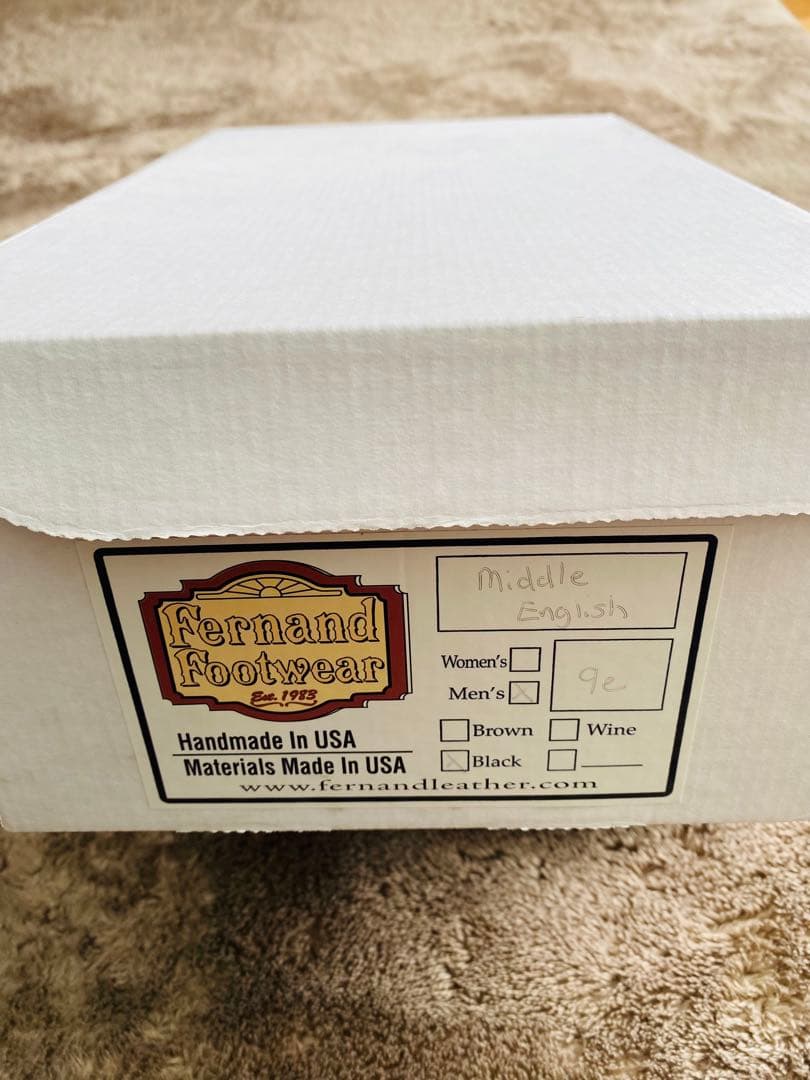 Fernand
Footwear
Est. 1983
Handmade In USA
Materials Made In USA
www.fernandleather.com
Middle
English
Women's
Men's
9e
Brown
Wine
Black